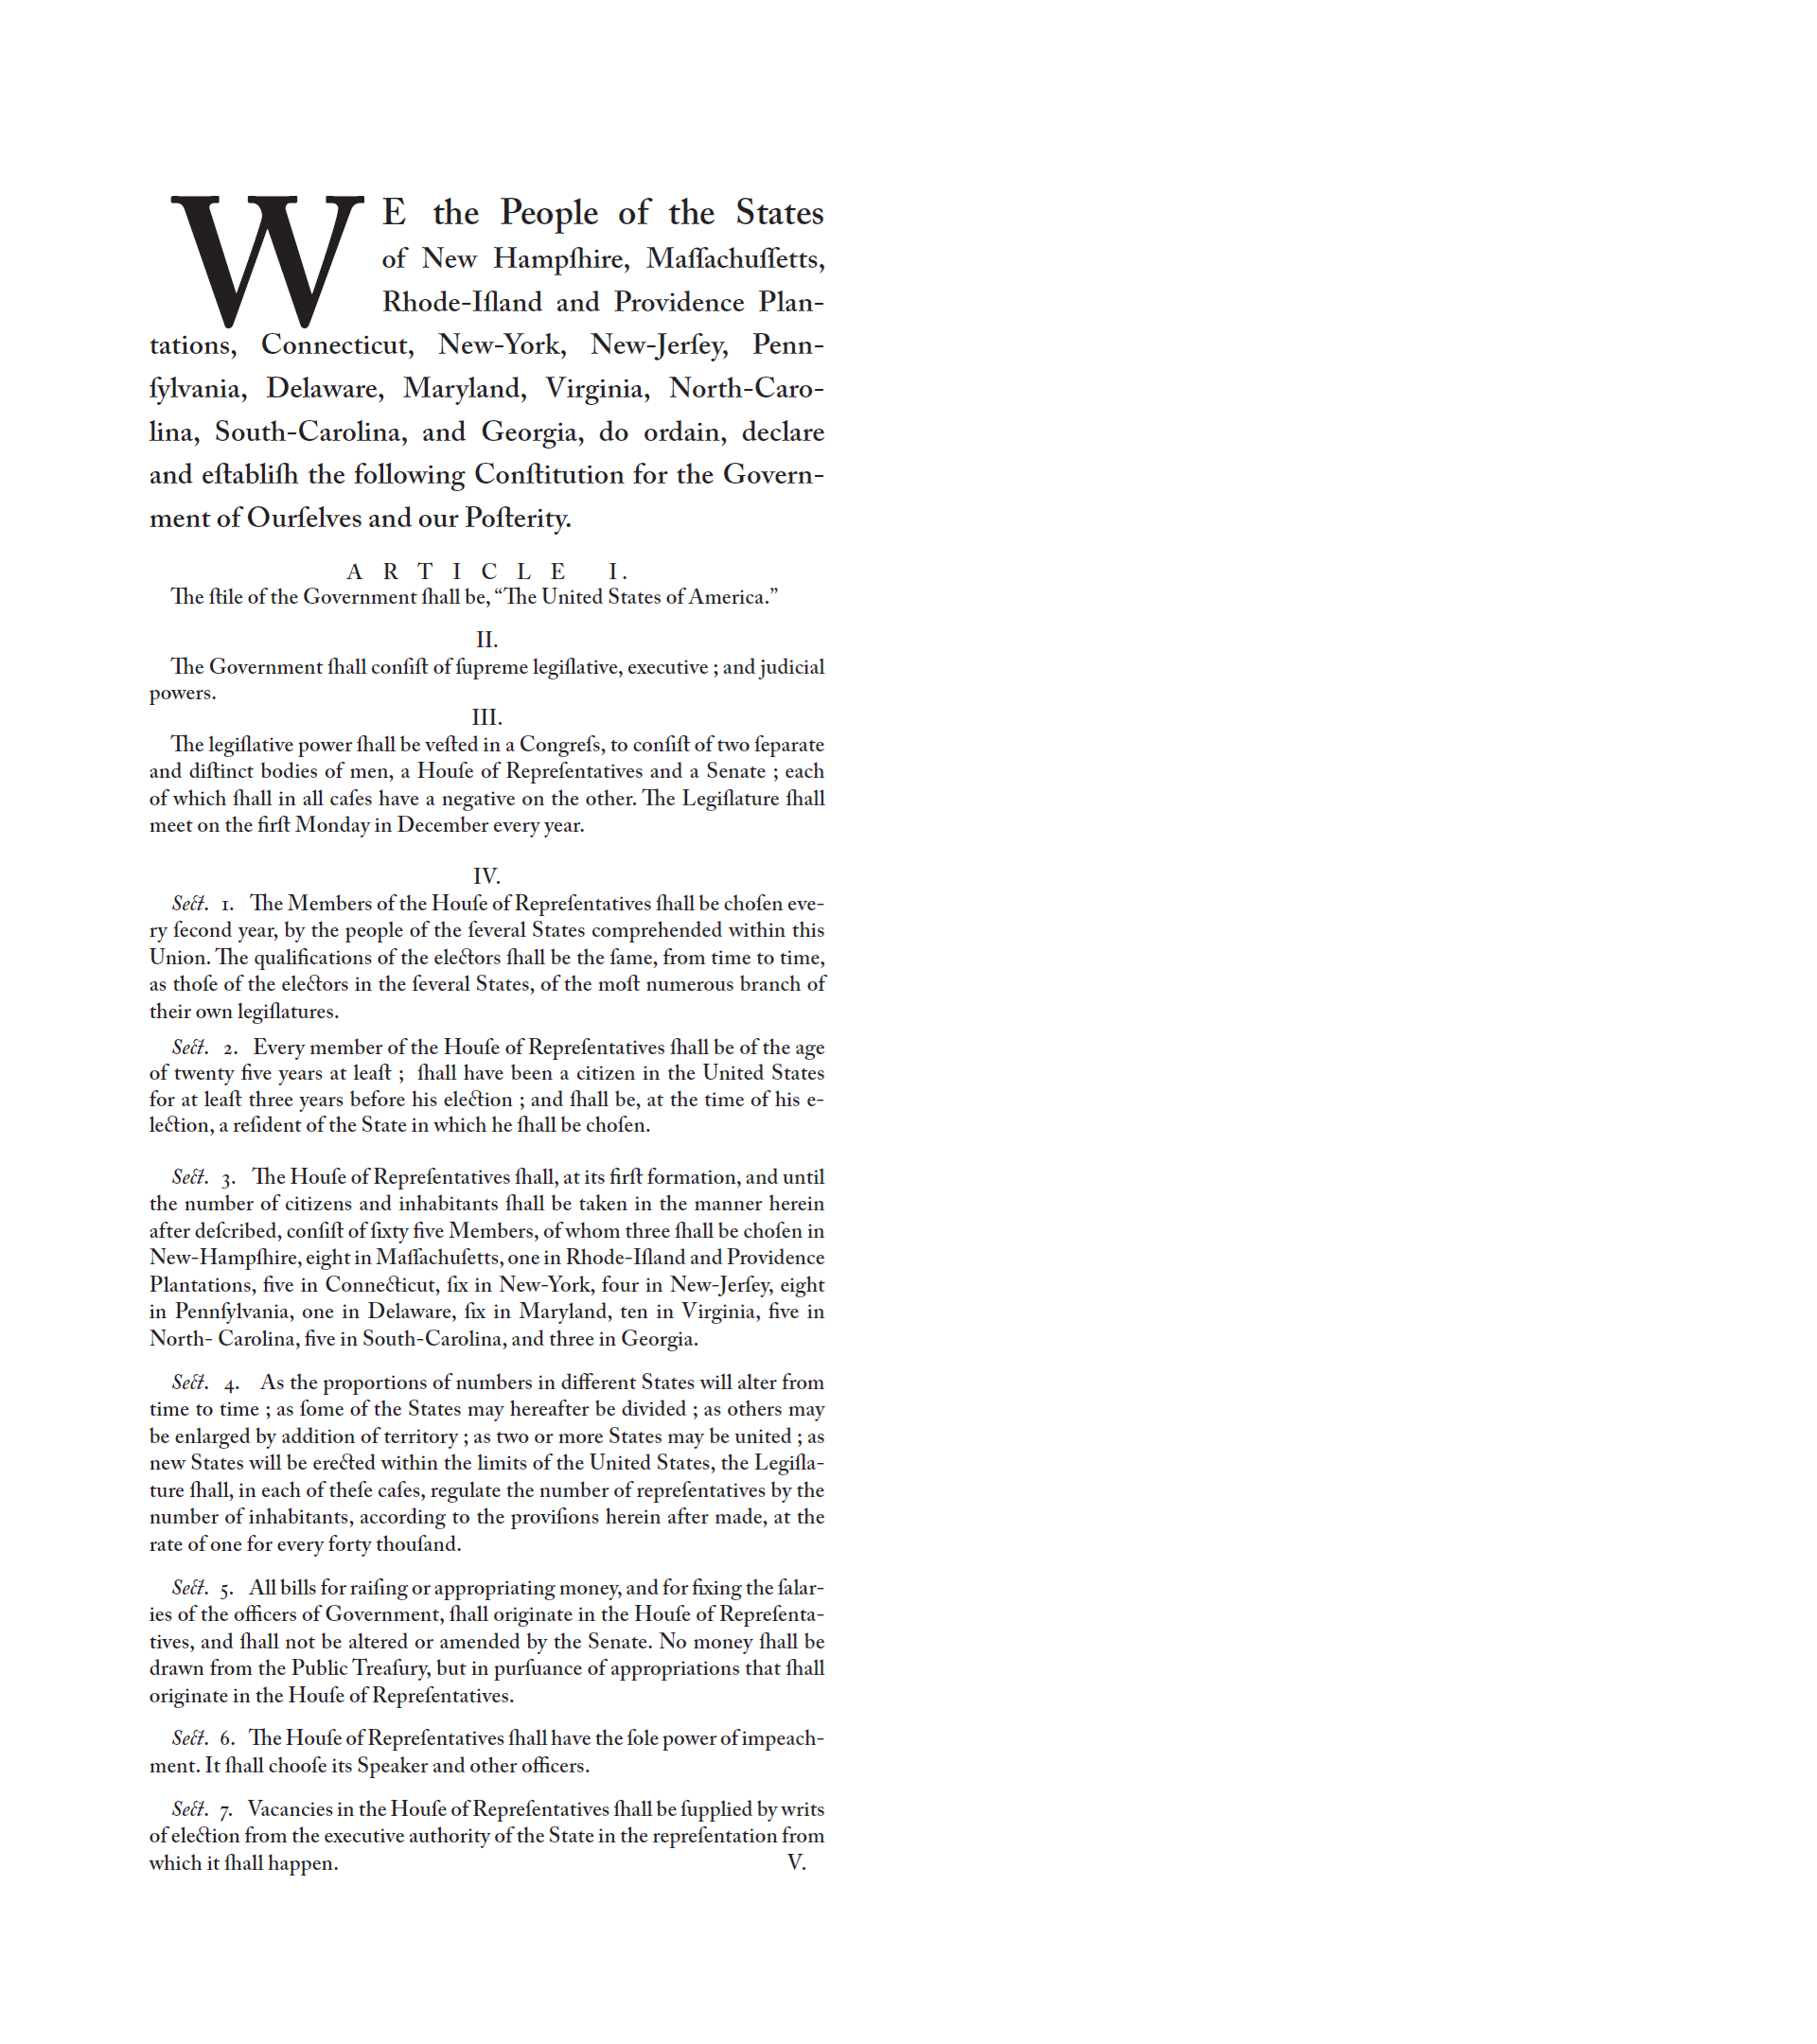 WE the People of the States
of New Hampſhire, Maſſachuſſetts,
Rhode-Iſland and Providence Plan-
tations, Connecticut, New-York, New-Jerſey, Penn-
ſylvania, Delaware, Maryland, Virginia, North-Caro-
lina, South-Carolina, and Georgia, do ordain, declare
and eſtabliſh the following Conſtitution for the Govern-
ment of Ourſelves and our Poſterity.
ARTICLE I.
The ſtile of the Government ſhall be, “The United States of America.”
II.
The Government ſhall conſiſt of ſupreme legiſlative, executive ; and judicial
powers.
III.
The legiſlative power ſhall be veſted in a Congreſs, to conſiſt of two ſeparate
and diſtinct bodies of men, a Houſe of Repreſentatives and a Senate ; each
of which ſhall in all caſes have a negative on the other. The Legiſlature ſhall
meet on the firſt Monday in December every year.
IV.
Sect. 1. The Members of the Houſe of Repreſentatives ſhall be choſen eve-
ry ſecond year, by the people of the ſeveral States comprehended within this
Union. The qualifications of the electors ſhall be the ſame, from time to time,
as thoſe of the electors in the ſeveral States, of the moſt numerous branch of
their own legiſlatures.
Sect. 2. Every member of the Houſe of Repreſentatives ſhall be of the age
of twenty five years at leaſt ; ſhall have been a citizen in the United States
for at leaſt three years before his election ; and ſhall be, at the time of his e-
lection, a reſident of the State in which he ſhall be choſen.
Sect. 3. The Houſe of Repreſentatives ſhall, at its firſt formation, and until
the number of citizens and inhabitants ſhall be taken in the manner herein
after deſcribed, conſiſt of ſixty five Members, of whom three ſhall be choſen in
New-Hampſhire, eight in Maſſachuſetts, one in Rhode-Iſland and Providence
Plantations, five in Connecticut, ſix in New-York, four in New-Jerſey, eight
in Pennſylvania, one in Delaware, ſix in Maryland, ten in Virginia, five in
North- Carolina, five in South-Carolina, and three in Georgia.
Sect. 4. As the proportions of numbers in different States will alter from
time to time ; as ſome of the States may hereafter be divided ; as others may
be enlarged by addition of territory ; as two or more States may be united ; as
new States will be erected within the limits of the United States, the Legiſla-
ture ſhall, in each of theſe caſes, regulate the number of repreſentatives by the
number of inhabitants, according to the proviſions herein after made, at the
rate of one for every forty thouſand.
Sect. 5. All bills for raiſing or appropriating money, and for fixing the ſalar-
ies of the officers of Government, ſhall originate in the Houſe of Repreſenta-
tives, and ſhall not be altered or amended by the Senate. No money ſhall be
drawn from the Public Treaſury, but in purſuance of appropriations that ſhall
originate in the Houſe of Repreſentatives.
Sect. 6. The Houſe of Repreſentatives ſhall have the ſole power of impeach-
ment. It ſhall chooſe its Speaker and other officers.
Sect. 7. Vacancies in the Houſe of Repreſentatives ſhall be ſupplied by writs
of election from the executive authority of the State in the repreſentation from
which it ſhall happen. V.